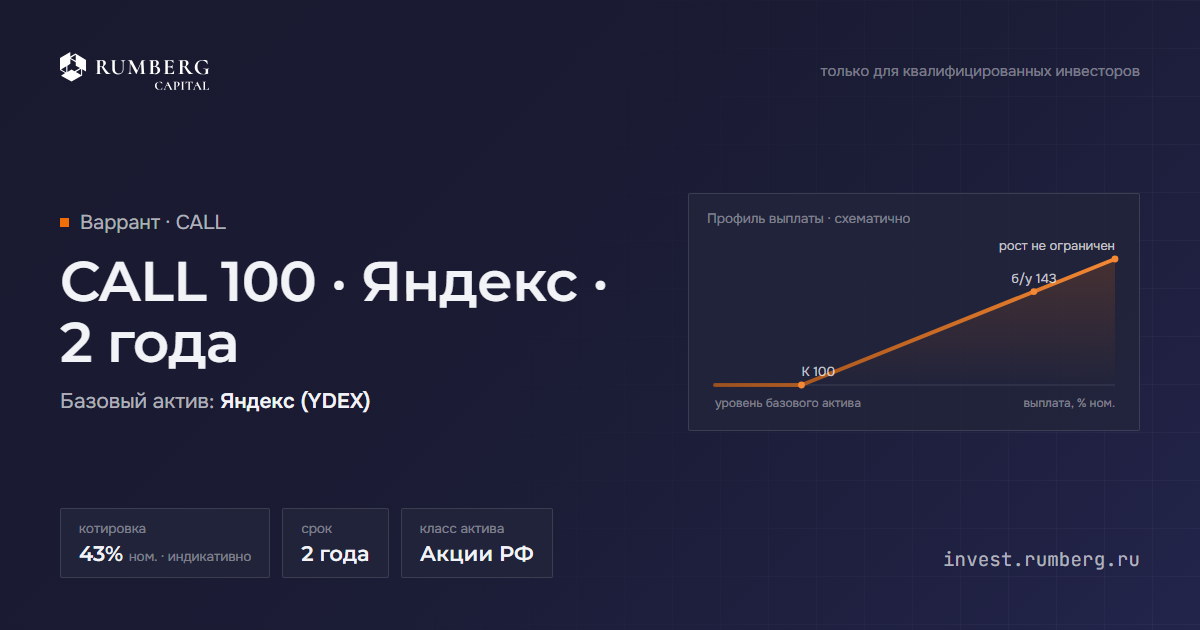 RUMBERG
CAPITAL
только для квалифицированных инвесторов
Варрант · CALL
CALL 100 · Яндекс ·
2 года
Базовый актив: Яндекс (YDEX)
Профиль выплаты · схематично
рост не ограничен
б/у 143
К 100
уровень базового актива
выплата, % ном.
котировка
43% ном. · индикативно
срок
2 года
класс актива
Акции РФ
invest.rumberg.ru